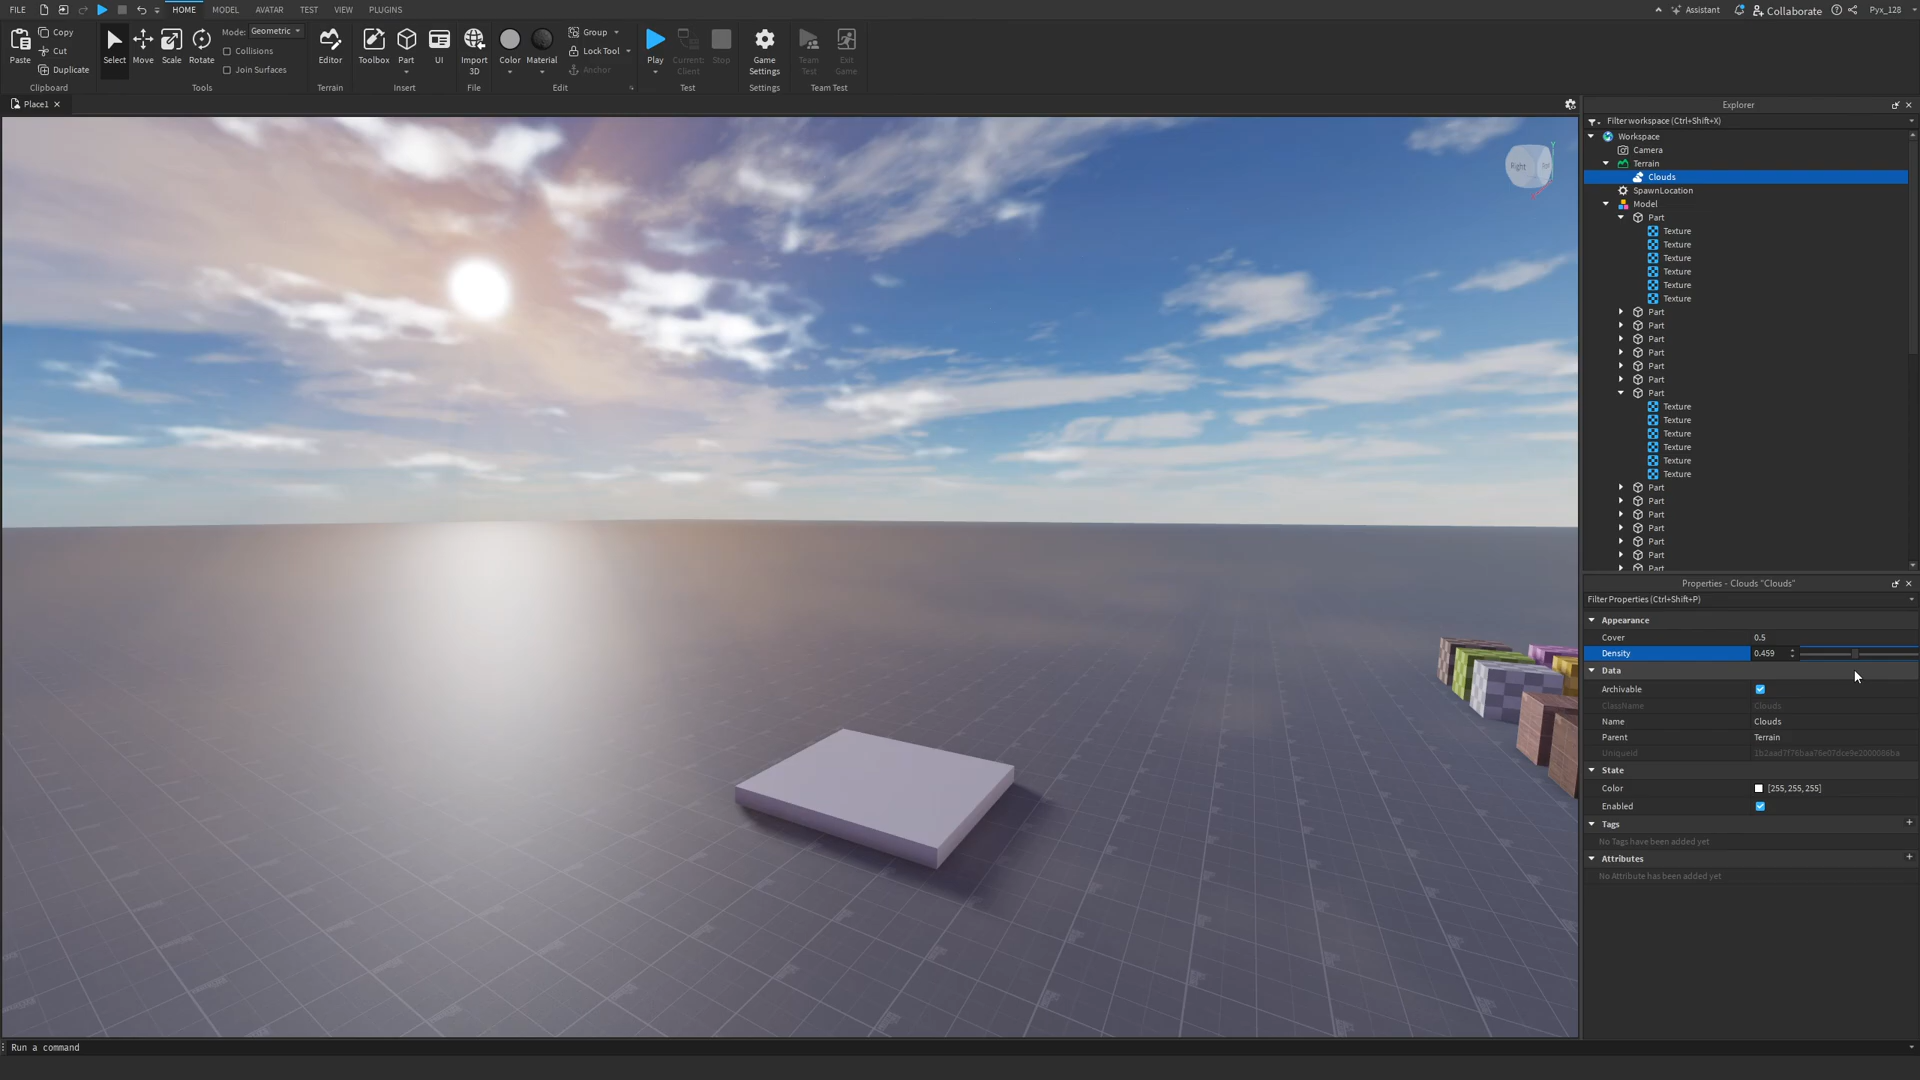 FILE HOME MODEL AVATAR TEST VIEW PLUGINS Assistant Collaborate Pyx_128
Paste
Copy
Cut
Duplicate
Clipboard
Select
Move
Scale
Rotate
Mode: Geometric
Collisions
Join Surfaces
Tools
Editor
Terrain
Toolbox
Part
UI
Insert
Import
3D
File
Color
Material
Group
Lock Tool
Anchor
Edit
Play
Current:
Client
Stop
Test
Game
Settings
Settings
Team
Test
Exit
Game
Team Test
Place1
Right
Y
Explorer
Filter workspace (Ctrl+Shift+X)
Workspace
Camera
Terrain
Clouds
SpawnLocation
Model
Part
Texture
Texture
Texture
Texture
Texture
Texture
Part
Part
Part
Part
Part
Part
Part
Texture
Texture
Texture
Texture
Texture
Texture
Part
Part
Part
Part
Part
Part
Part
Properties - Clouds "Clouds"
Filter Properties (Ctrl+Shift+P)
Appearance
Cover 0.5
Density 0.459
Data
Archivable
ClassName Clouds
Name Clouds
Parent Terrain
UniqueId
State
Color [255, 255, 255]
Enabled
Tags
No Tags have been added yet
Attributes
No Attribute has been added yet
Run a command